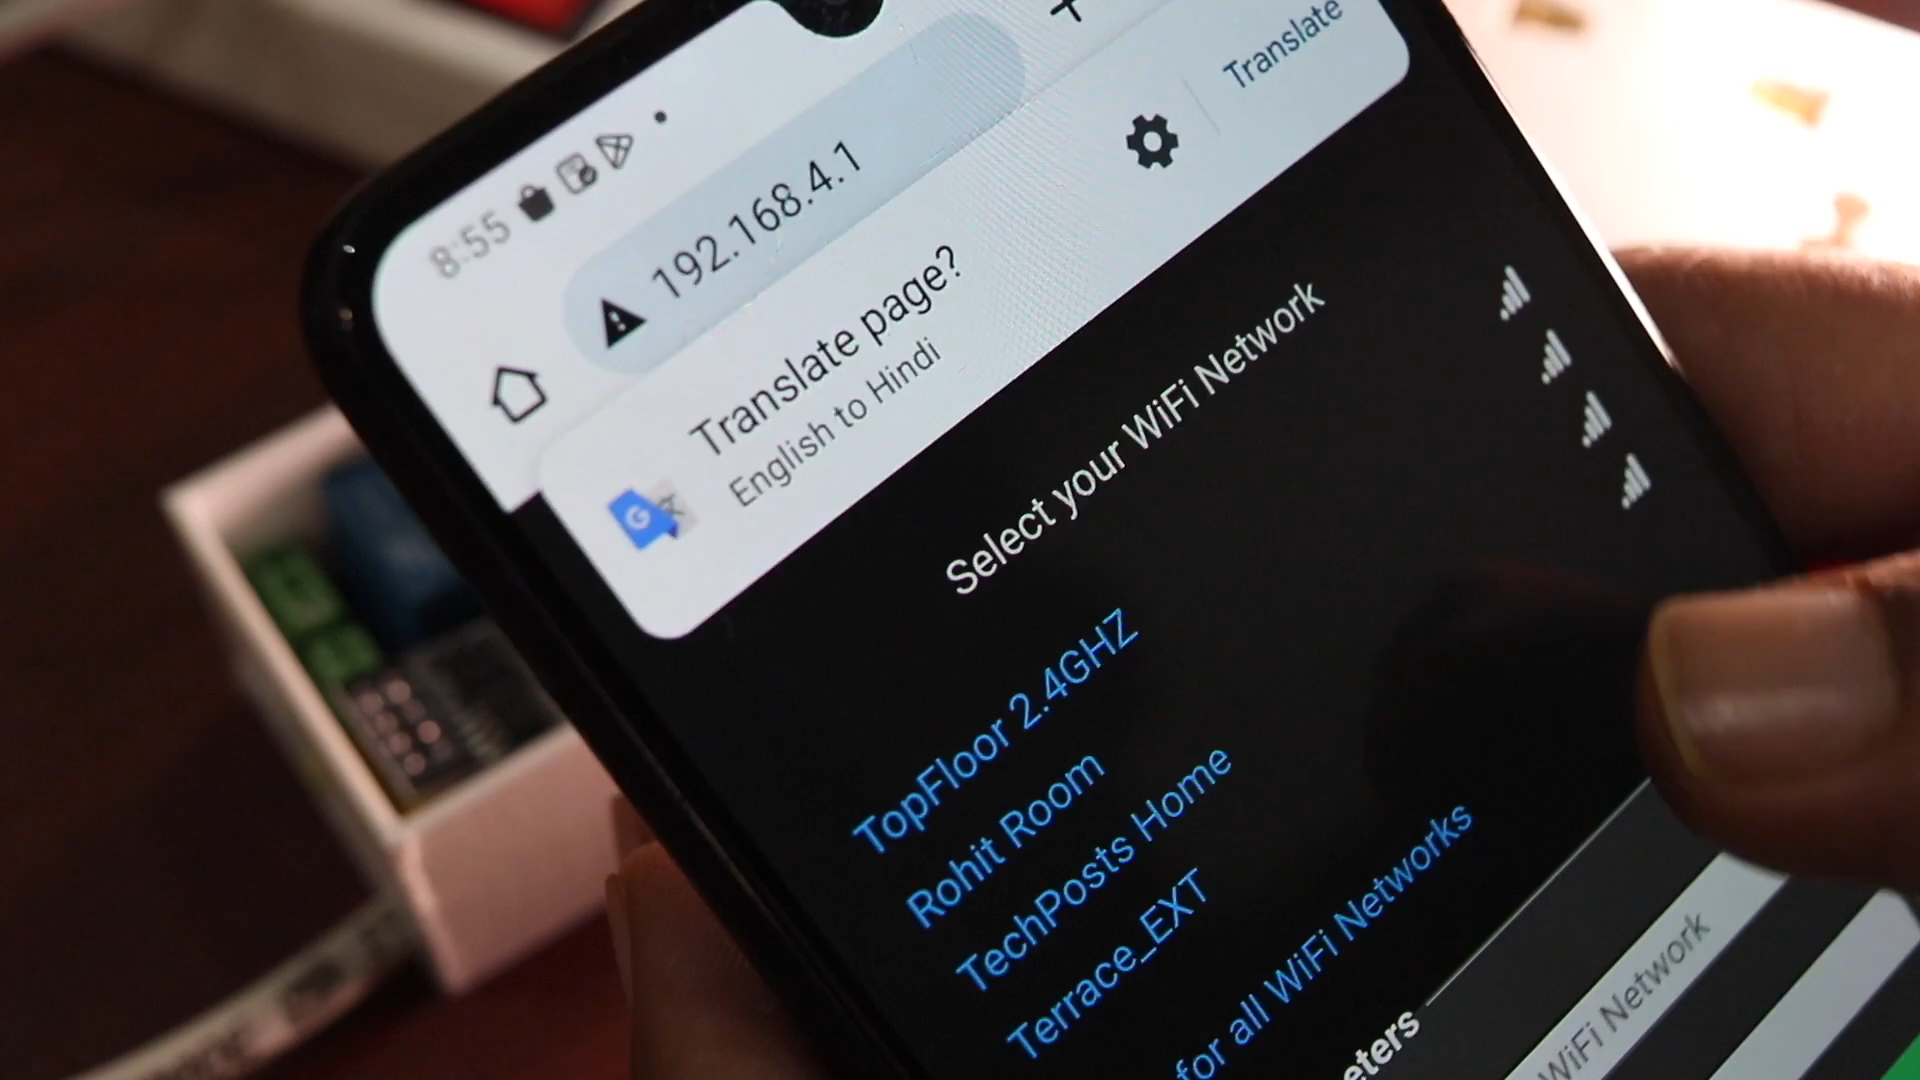 8:55
192.168.4.1
Translate page?
English to Hindi
Translate
Select your WiFi Network
TopFloor 2.4GHZ
Rohit Room
TechPosts Home
Terrace_EXT
for all WiFi Networks
eters
WiFi Network